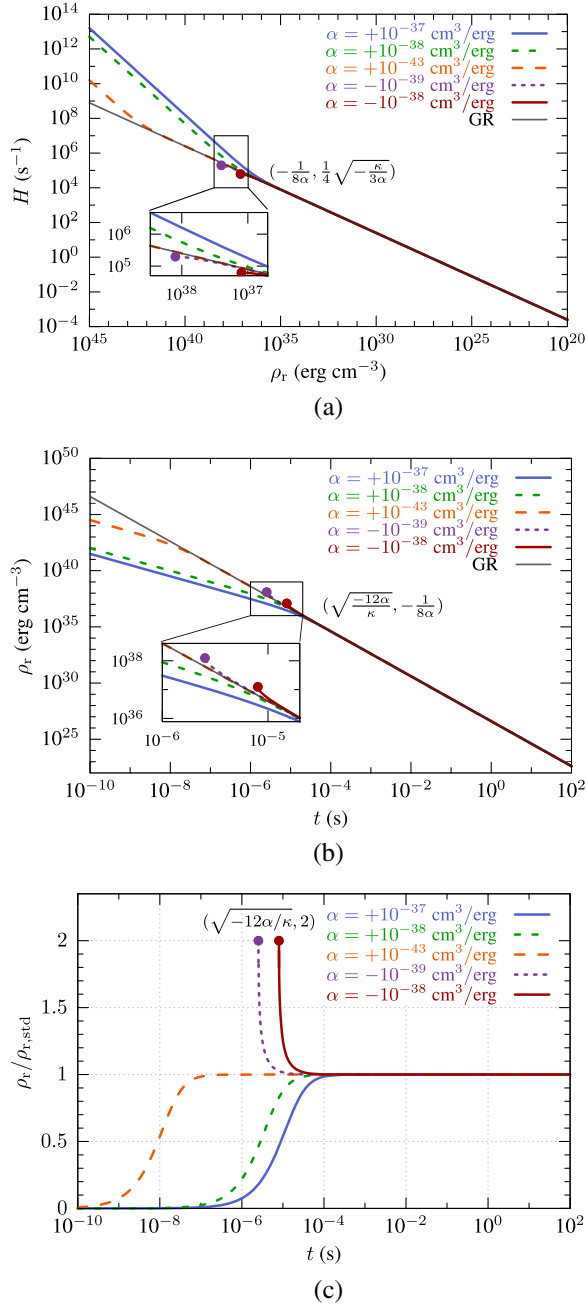 10^14
10^12
10^10
10^8
10^6
10^4
10^2
10^0
10^−2
10^−4
H (s^−1)
α = +10^−37 cm^3/erg
α = +10^−38 cm^3/erg
α = +10^−43 cm^3/erg
α = −10^−39 cm^3/erg
α = −10^−38 cm^3/erg
GR
(−1/8α, 1/4 √−κ/3α)
10^6
10^5
10^38 10^37
10^45 10^40 10^35 10^30 10^25 10^20
ρ_r (erg cm^−3)
(a)
10^50
10^45
10^40
10^35
10^30
10^25
ρ_r (erg cm^−3)
α = +10^−37 cm^3/erg
α = +10^−38 cm^3/erg
α = +10^−43 cm^3/erg
α = −10^−39 cm^3/erg
α = −10^−38 cm^3/erg
GR
(√−12α/κ, −1/8α)
10^38
10^36
10^−6 10^−5
10^−10 10^−8 10^−6 10^−4 10^−2 10^0 10^2
t (s)
(b)
2
1.5
1
0.5
0
ρ_r/ρ_r,std
(√−12α/κ, 2)
α = +10^−37 cm^3/erg
α = +10^−38 cm^3/erg
α = +10^−43 cm^3/erg
α = −10^−39 cm^3/erg
α = −10^−38 cm^3/erg
10^−10 10^−8 10^−6 10^−4 10^−2 10^0 10^2
t (s)
(c)